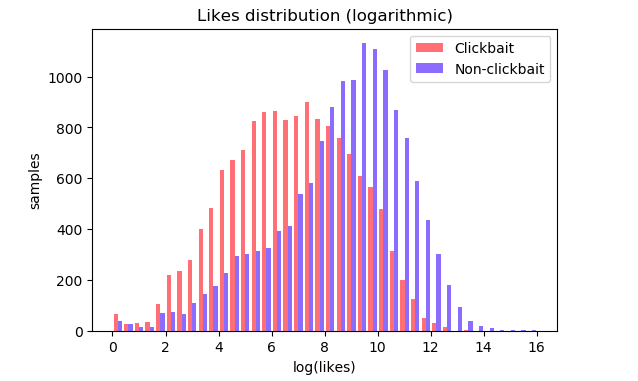 Likes distribution (logarithmic)
Clickbait
Non-clickbait
samples
1000
800
600
400
200
0
0 2 4 6 8 10 12 14 16
log(likes)